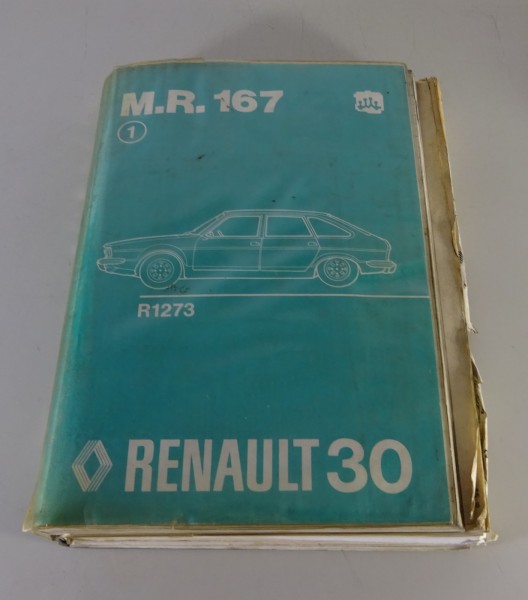 M.R. 167
1
R1273
RENAULT 30